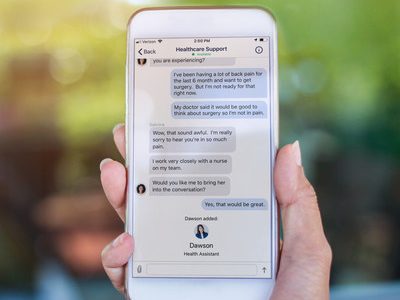 Verizon
2:50 PM
Back
Healthcare Support
Available
you are experiencing?
I've been having a lot of back pain for
the last 6 month and want to get
surgery. But I'm not ready for that
right now.
My doctor said it would be good to
think about surgery so I'm not in pain.
Wow, that sound awful. I'm really
sorry to hear you're in so much
pain.
I work very closely with a nurse
on my team.
Would you like me to bring her
into the conversation?
Yes, that would be great.
Dawson added:
Dawson
Health Assistant